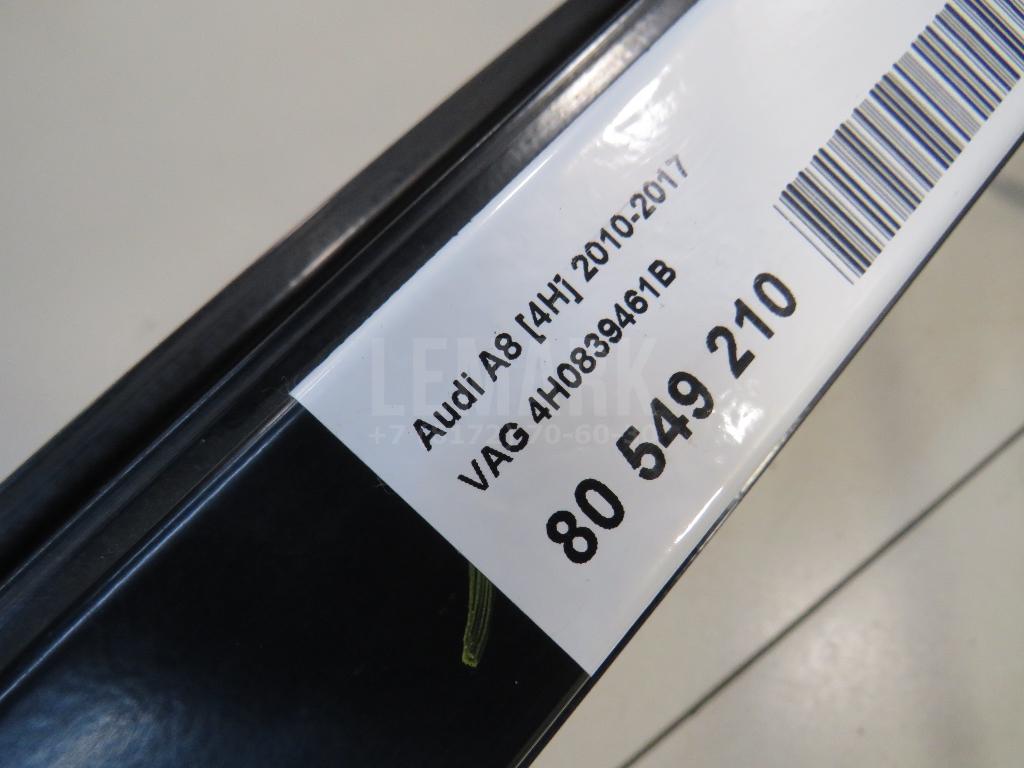 Audi A8 [4H] 2010-2017
VAG 4H0839461B
80 549 210
LEMARK